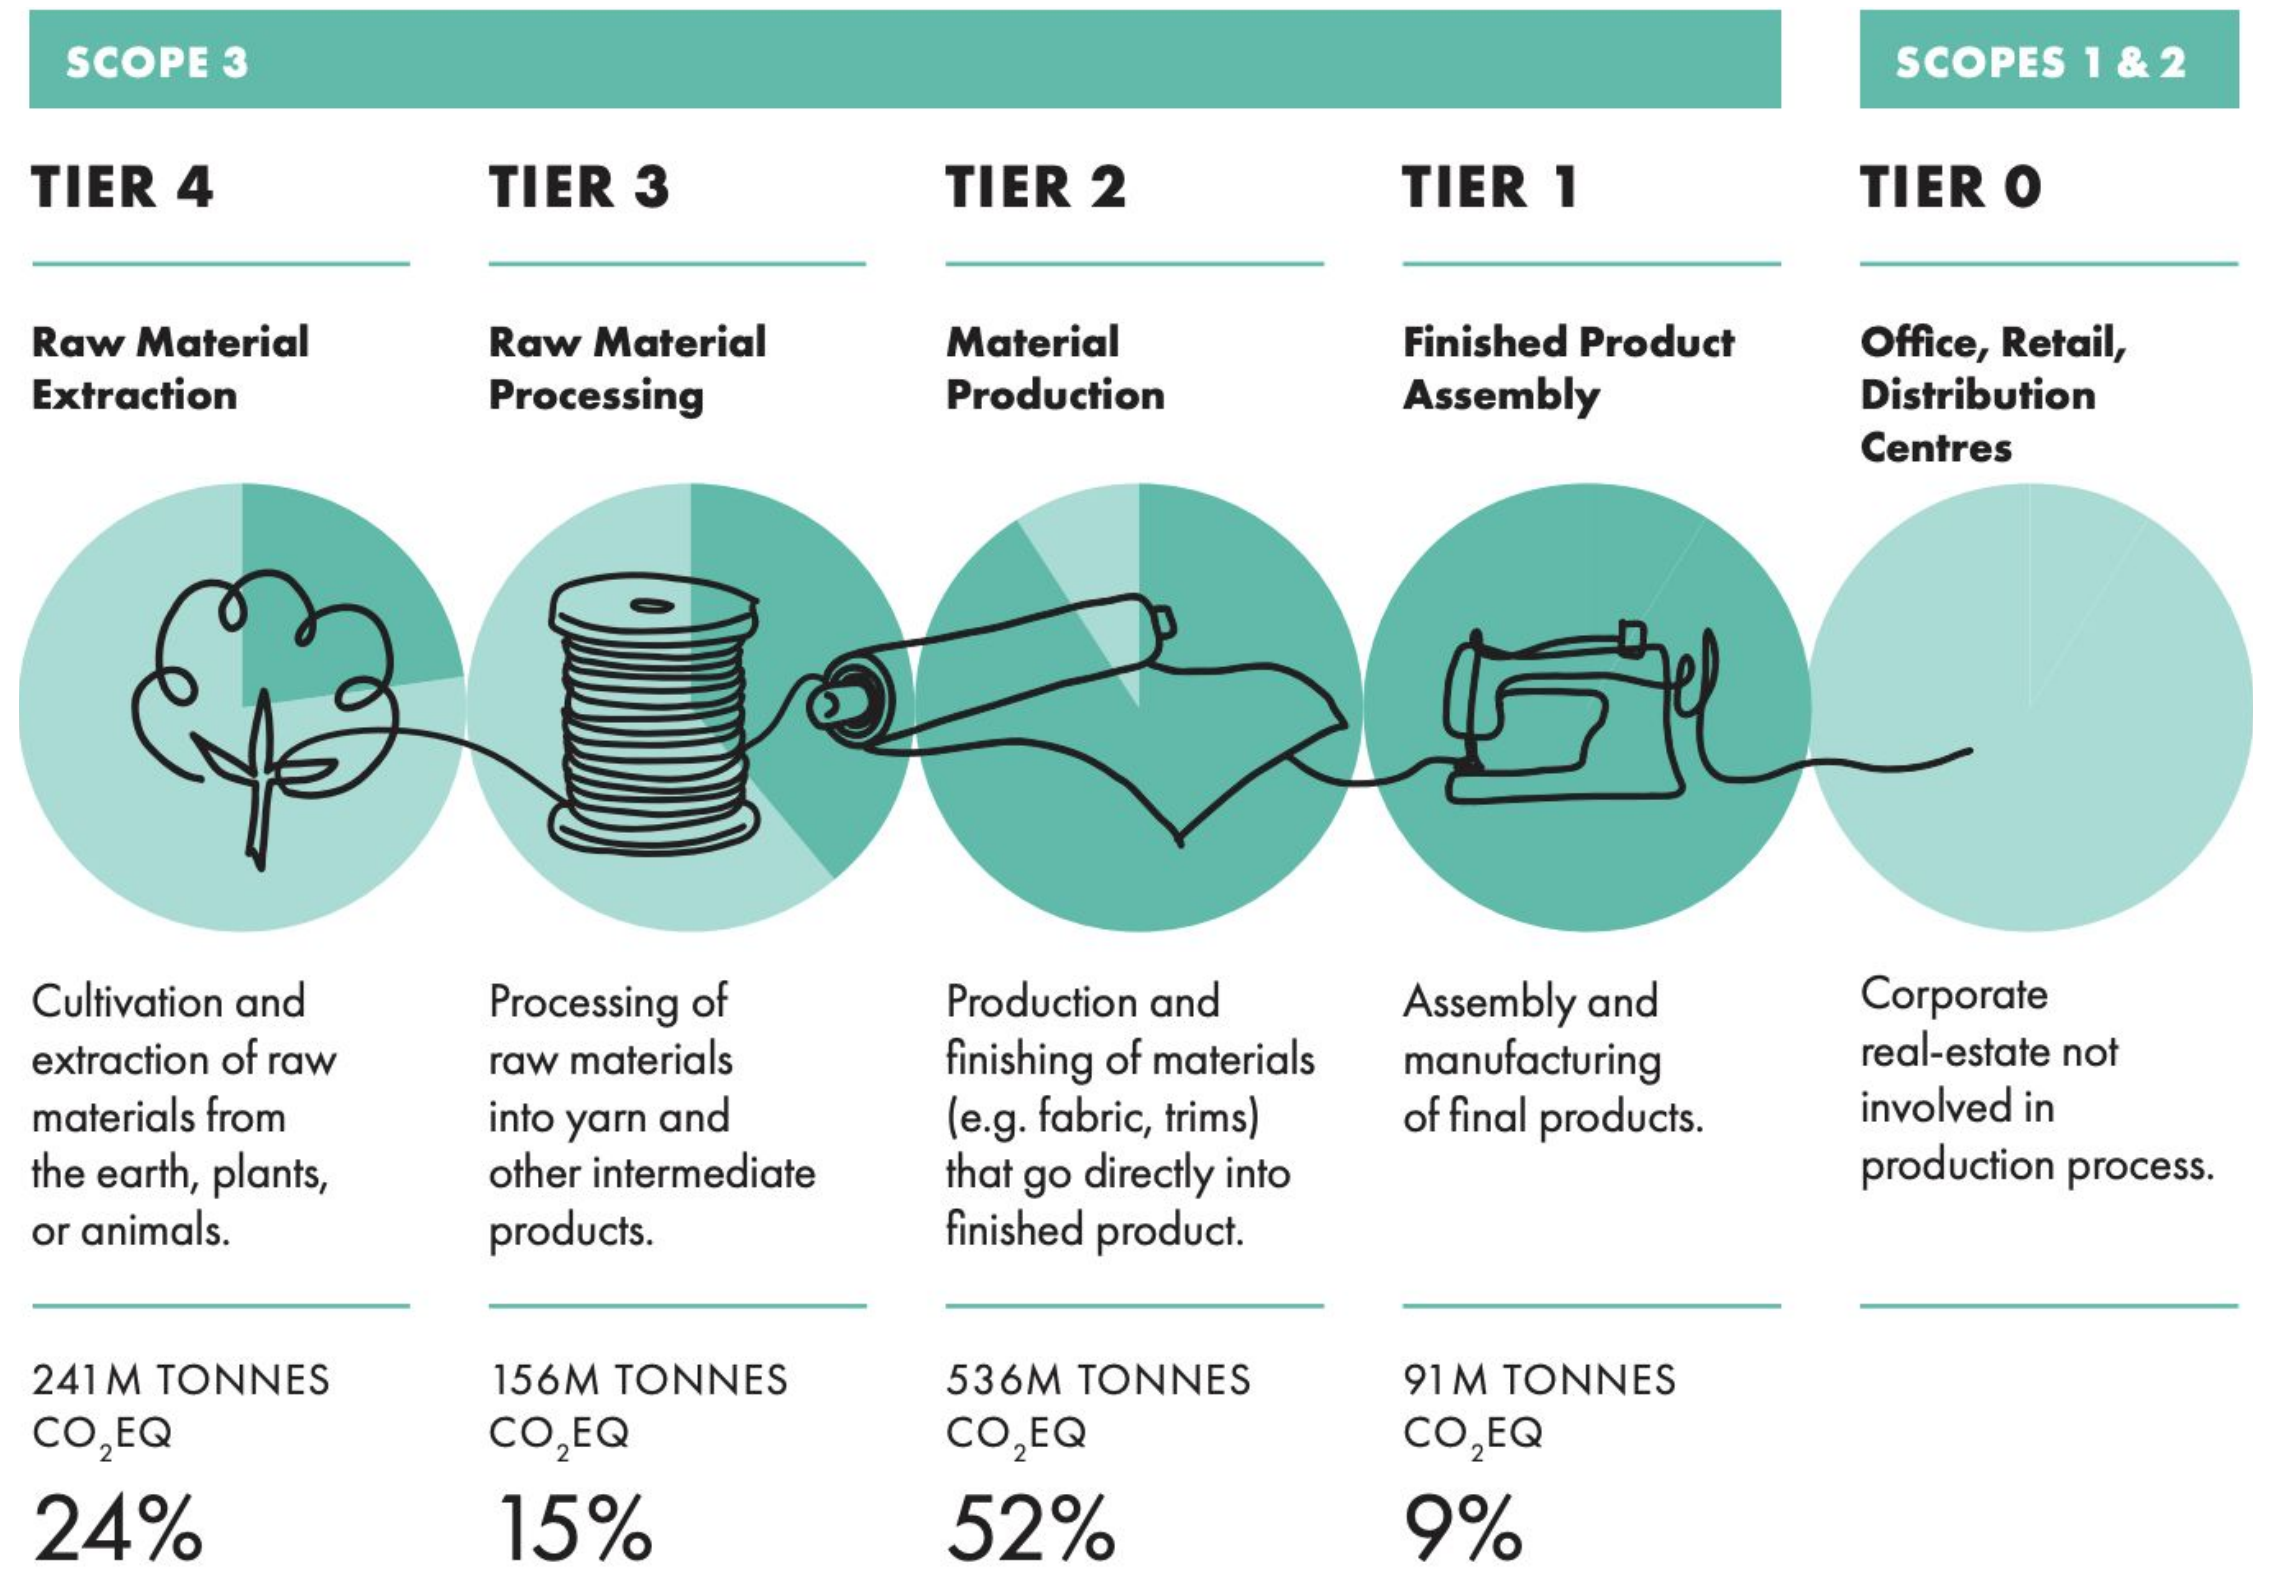 SCOPE 3
SCOPES 1 & 2
TIER 4
Raw Material
Extraction
Cultivation and
extraction of raw
materials from
the earth, plants,
or animals.
241M TONNES
CO₂EQ
24%
TIER 3
Raw Material
Processing
Processing of
raw materials
into yarn and
other intermediate
products.
156M TONNES
CO₂EQ
15%
TIER 2
Material
Production
Production and
finishing of materials
(e.g. fabric, trims)
that go directly into
finished product.
536M TONNES
CO₂EQ
52%
TIER 1
Finished Product
Assembly
Assembly and
manufacturing
of final products.
91M TONNES
CO₂EQ
9%
TIER 0
Office, Retail,
Distribution
Centres
Corporate
real-estate not
involved in
production process.